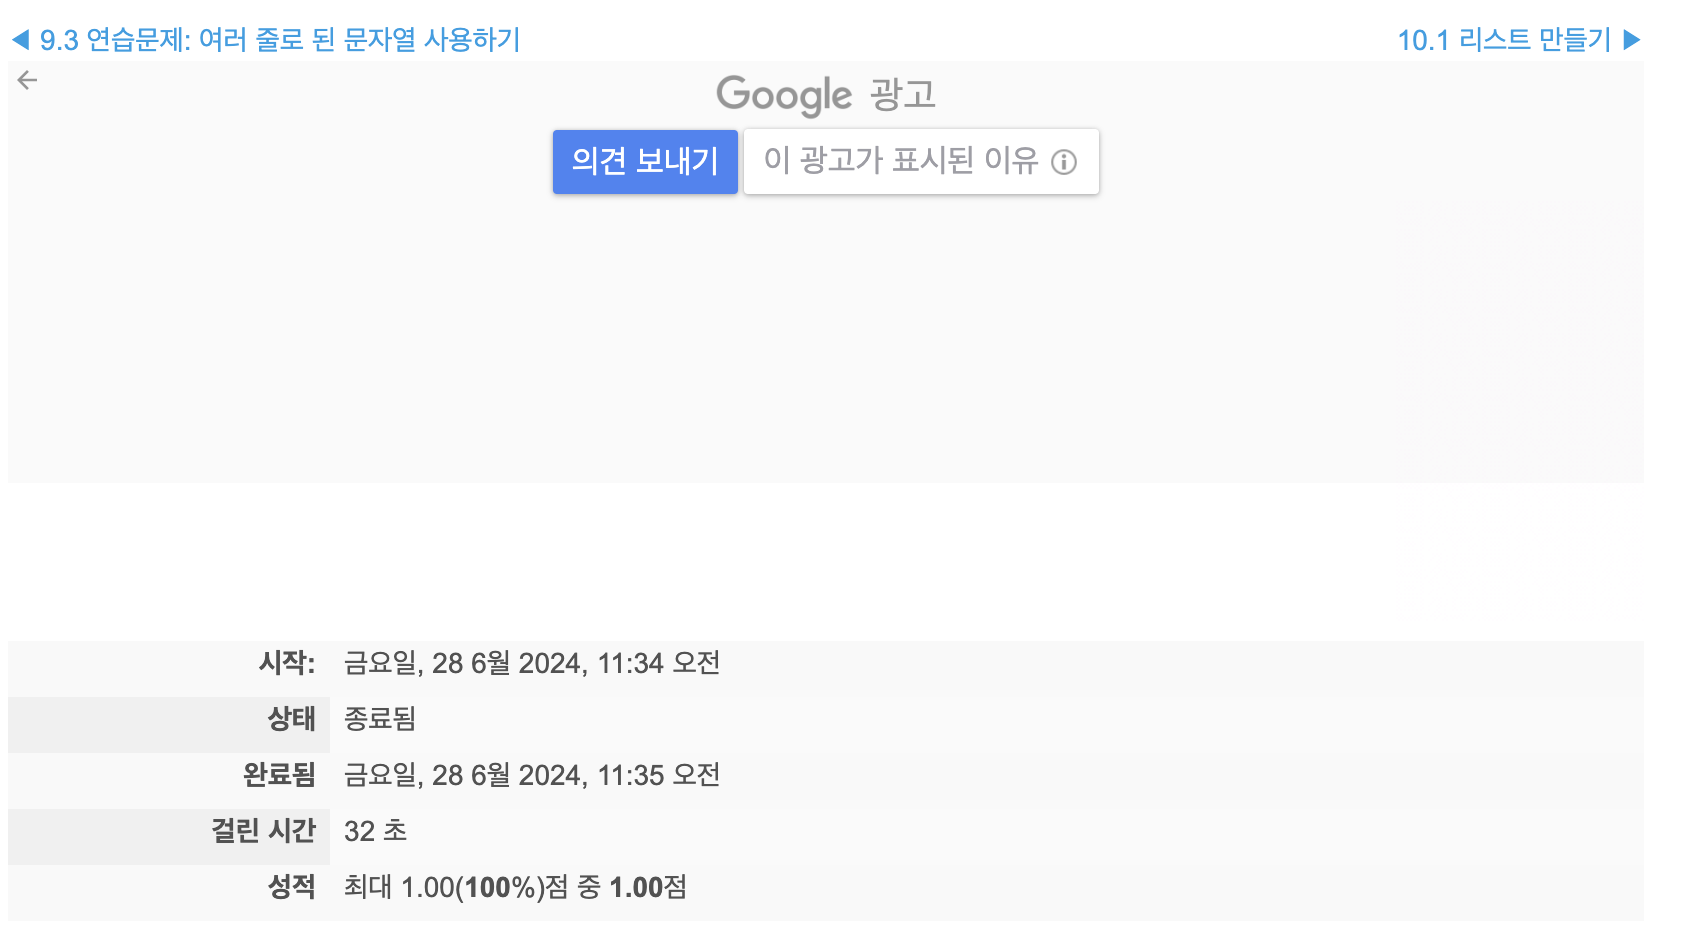 ◀ 9.3 연습문제: 여러 줄로 된 문자열 사용하기
10.1 리스트 만들기 ▶
Google 광고
의견 보내기
이 광고가 표시된 이유
시작: 금요일, 28 6월 2024, 11:34 오전
상태 종료됨
완료됨 금요일, 28 6월 2024, 11:35 오전
걸린 시간 32 초
성적 최대 1.00(100%)점 중 1.00점